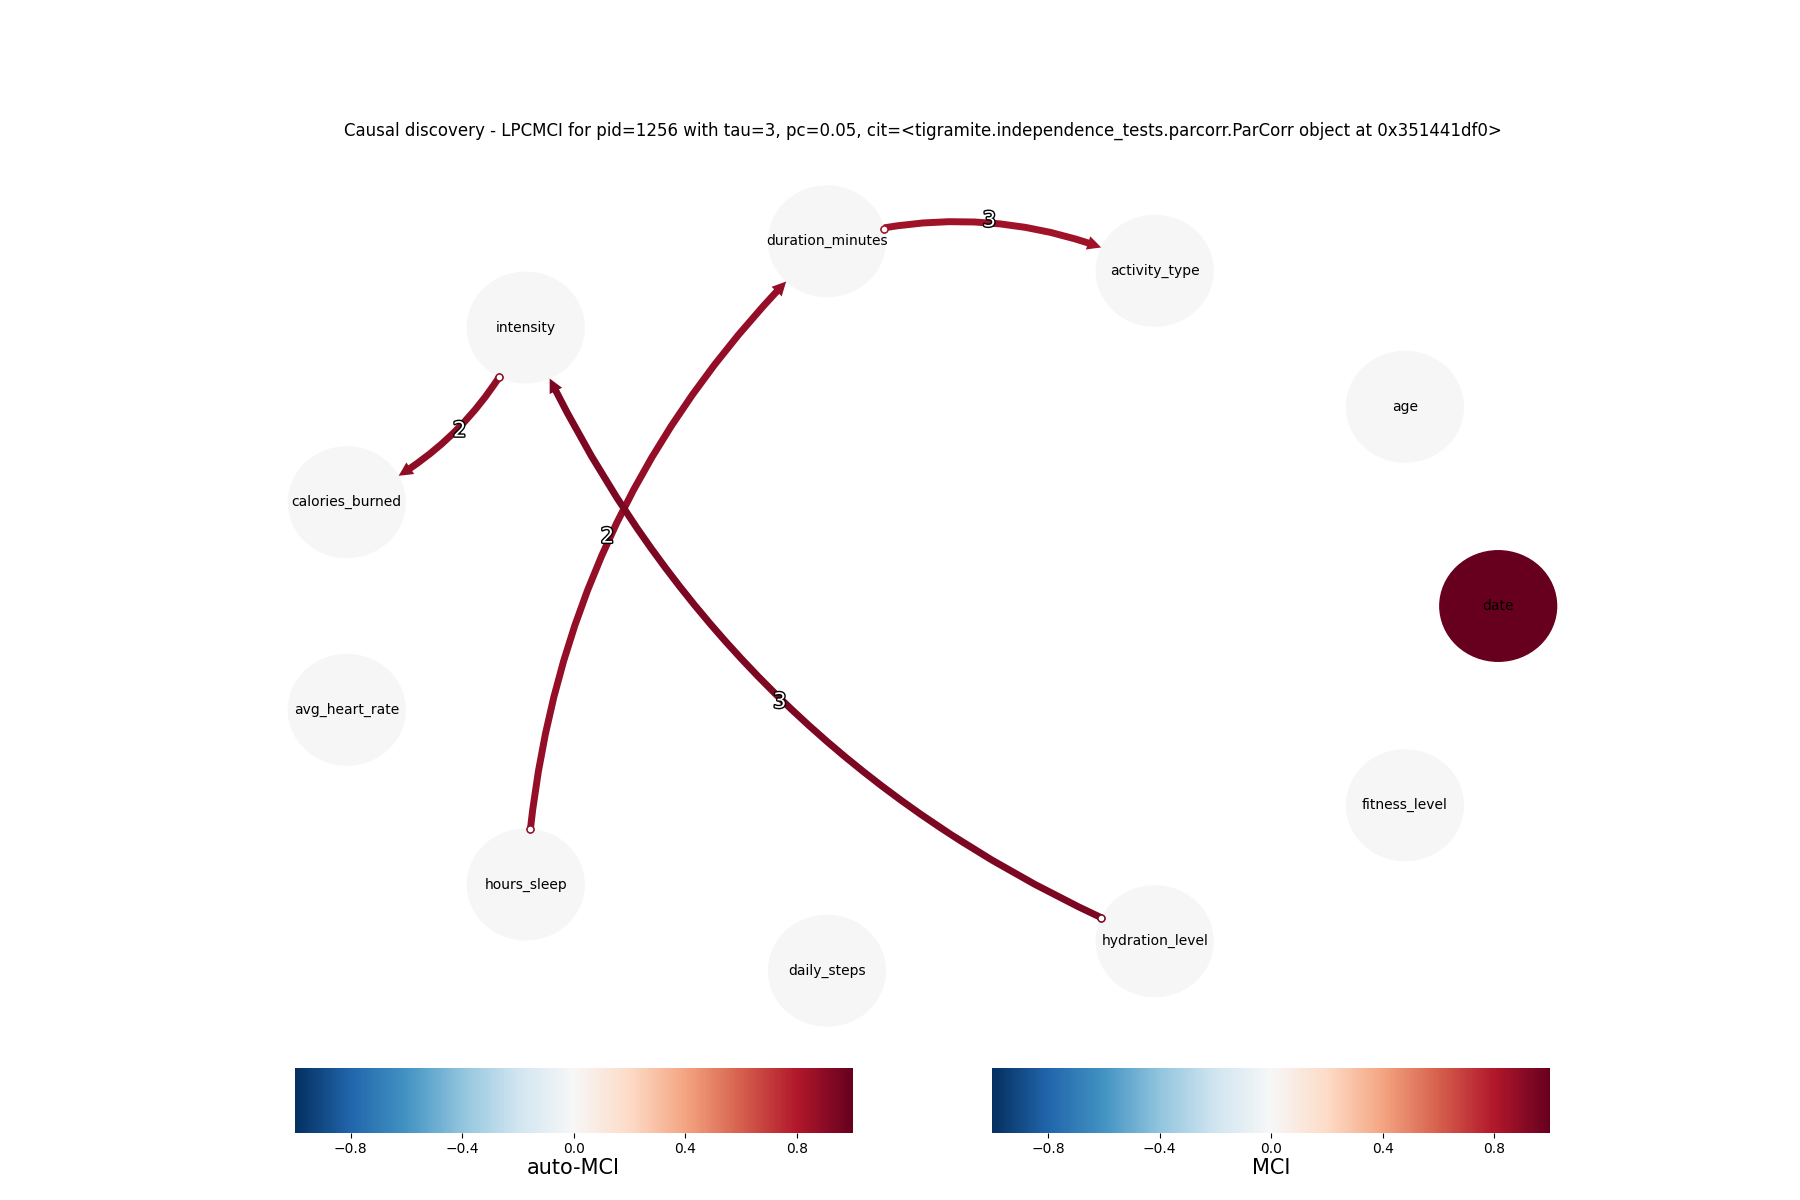 Causal discovery - LPCMCI for pid=1256 with tau=3, pc=0.05, cit=<tigramite.independence_tests.parcorr.ParCorr object at 0x351441df0>
3
duration_minutes
activity_type
intensity
age
2
calories_burned
2
date
3
avg_heart_rate
fitness_level
hours_sleep
hydration_level
daily_steps
−0.8 −0.4 0.0 0.4 0.8
auto-MCI
−0.8 −0.4 0.0 0.4 0.8
MCI